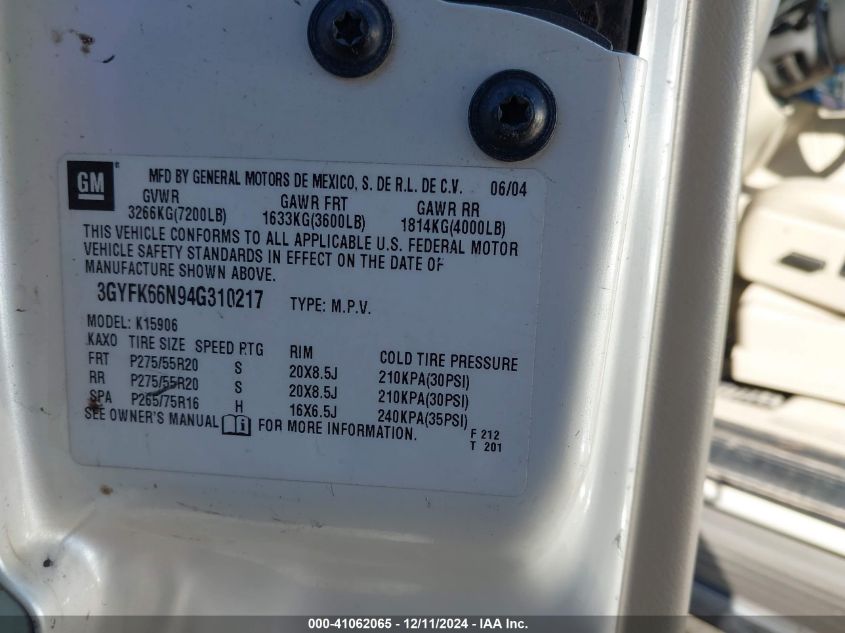 GM
MFD BY GENERAL MOTORS DE MEXICO, S. DE R.L. DE C.V. 06/04
GVWR GAWR FRT GAWR RR
3266KG(7200LB) 1633KG(3600LB) 1814KG(4000LB)
THIS VEHICLE CONFORMS TO ALL APPLICABLE U.S. FEDERAL MOTOR
VEHICLE SAFETY STANDARDS IN EFFECT ON THE DATE OF
MANUFACTURE SHOWN ABOVE.
3GYFK66N94G310217 TYPE: M.P.V.
MODEL: K15906
KAXO TIRE SIZE SPEED RTG RIM COLD TIRE PRESSURE
FRT P275/55R20 S 20X8.5J 210KPA(30PSI)
RR P275/55R20 S 20X8.5J 210KPA(30PSI)
SPA P265/75R16 H 16X6.5J 240KPA(35PSI)
SEE OWNER'S MANUAL FOR MORE INFORMATION.
F 212
T 201
000-41062065 - 12/11/2024 - IAA Inc.